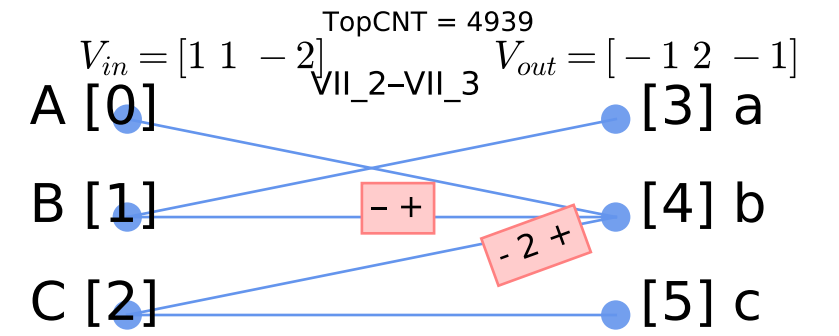 TopCNT = 4939
V_in = [1 1 − 2]
V_out = [− 1 2 − 1]
VII_2–VII_3
A [0]
[3] a
B [1]
– +
[4] b
- 2 +
C [2]
[5] c